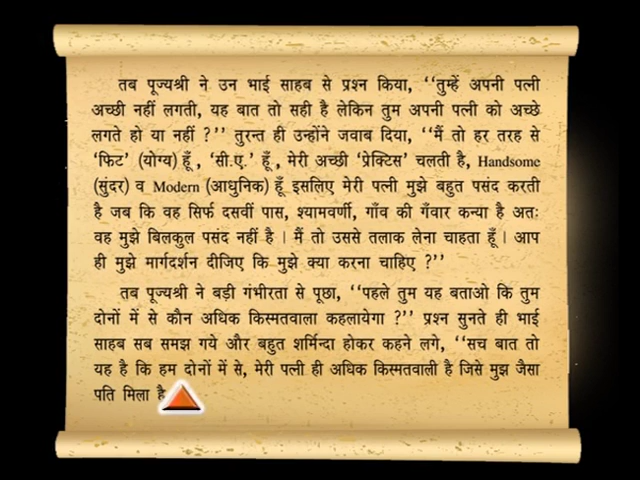 तब पूज्यश्री ने उन भाई साहब से प्रश्न किया, ‘‘तुम्हें अपनी पत्नी
अच्छी नहीं लगती, यह बात तो सही है लेकिन तुम अपनी पत्नी को अच्छे
लगते हो या नहीं ?’’ तुरन्त ही उन्होंने जवाब दिया, ‘‘मैं तो हर तरह से
‘फिट’ (योग्य) हूँ , ‘सी.ए.’ हूँ , मेरी अच्छी ‘प्रेक्टिस’ चलती है, Handsome
(सुंदर) व Modern (आधुनिक) हूँ इसलिए मेरी पत्नी मुझे बहुत पसंद करती
है जब कि वह सिर्फ दसवीं पास, श्यामवर्णी, गाँव की गँवार कन्या है अतः
वह मुझे बिलकुल पसंद नहीं है । मैं तो उससे तलाक लेना चाहता हूँ । आप
ही मुझे मार्गदर्शन दीजिए कि मुझे क्या करना चाहिए ?’’
तब पूज्यश्री ने बड़ी गंभीरता से पूछा, ‘‘पहले तुम यह बताओ कि तुम
दोनों में से कौन अधिक किस्मतवाला कहलायेगा ?’’ प्रश्न सुनते ही भाई
साहब सब समझ गये और बहुत शर्मिन्दा होकर कहने लगे, ‘‘सच बात तो
यह है कि हम दोनों में से, मेरी पत्नी ही अधिक किस्मतवाली है जिसे मुझ जैसा
पति मिला है